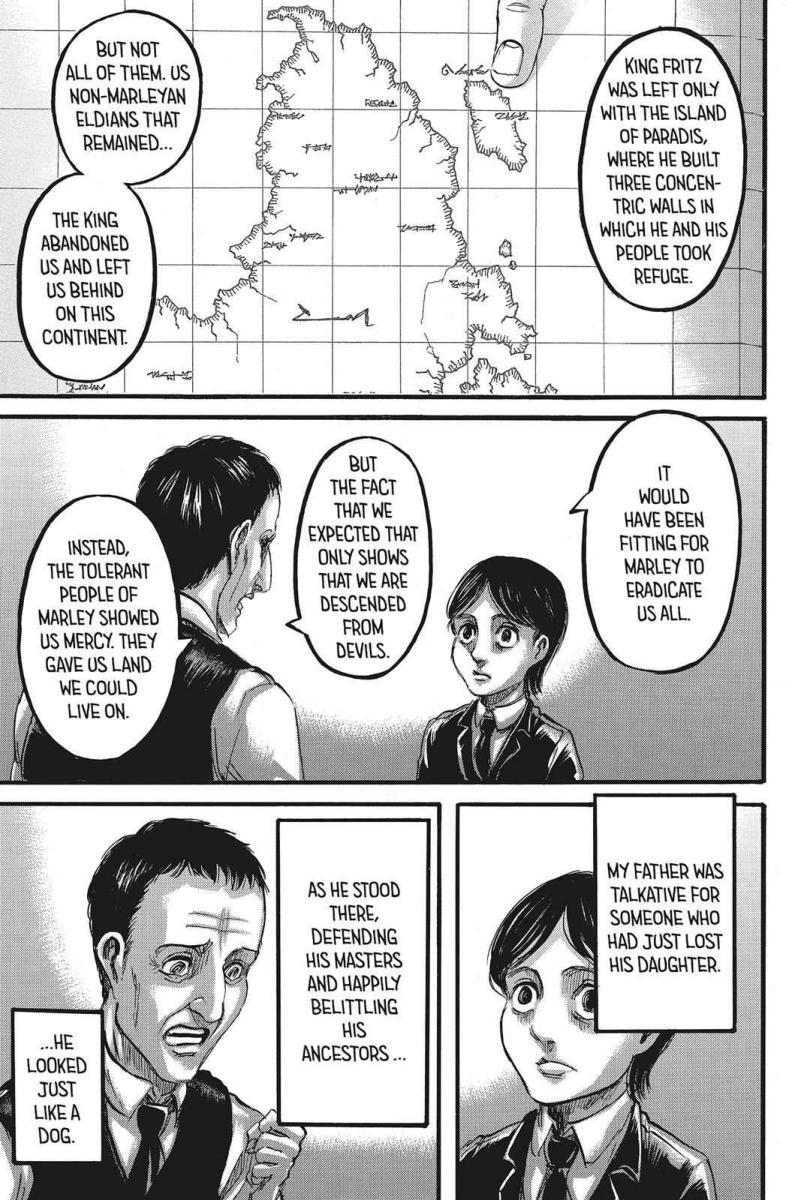 KING FRITZ
WAS LEFT ONLY
WITH THE ISLAND
OF PARADIS,
WHERE HE BUILT
THREE CONCEN-
TRIC WALLS IN
WHICH HE AND HIS
PEOPLE TOOK
REFUGE.
BUT NOT
ALL OF THEM. US
NON-MARLEYAN
ELDIANS THAT
REMAINED...
THE KING
ABANDONED
US AND LEFT
US BEHIND
ON THIS
CONTINENT.
IT
WOULD
HAVE BEEN
FITTING FOR
MARLEY TO
ERADICATE
US ALL.
BUT
THE FACT
THAT WE
EXPECTED THAT
ONLY SHOWS
THAT WE ARE
DESCENDED
FROM
DEVILS.
INSTEAD,
THE TOLERANT
PEOPLE OF
MARLEY SHOWED
US MERCY. THEY
GAVE US LAND
WE COULD
LIVE ON.
MY FATHER WAS
TALKATIVE FOR
SOMEONE WHO
HAD JUST LOST
HIS DAUGHTER.
AS HE STOOD
THERE,
DEFENDING
HIS MASTERS
AND HAPPILY
BELITTLING
HIS
ANCESTORS...
...HE
LOOKED
JUST
LIKE A
DOG.